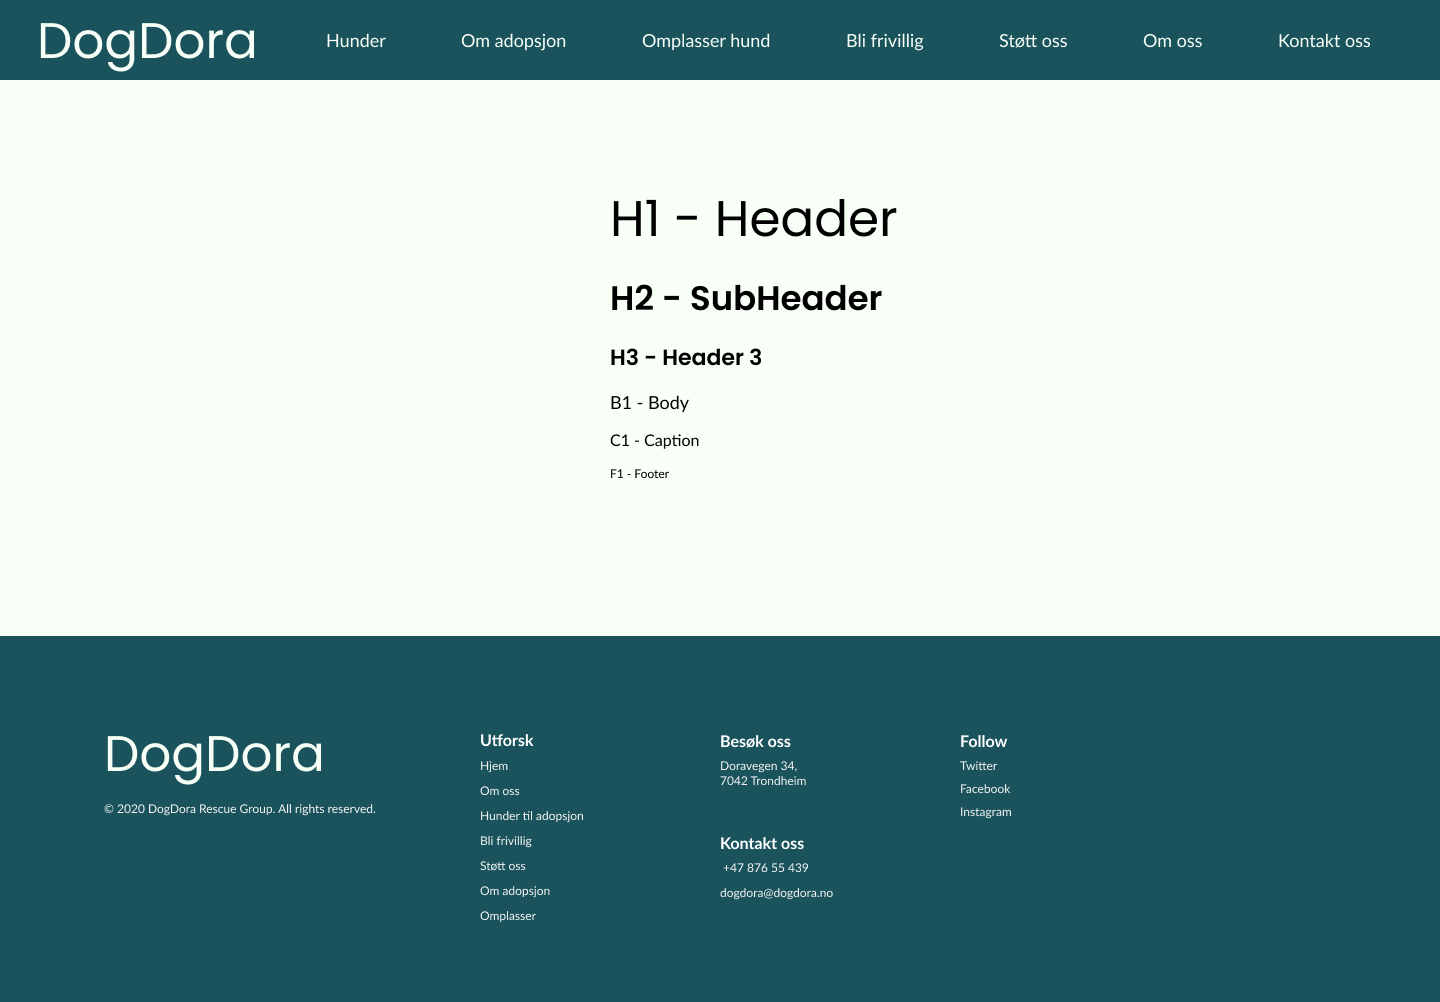 DogDora
Hunder
Om adopsjon
Omplasser hund
Bli frivillig
Støtt oss
Om oss
Kontakt oss
H1 - Header
H2 - SubHeader
H3 - Header 3
B1 - Body
C1 - Caption
F1 - Footer
DogDora
© 2020 DogDora Rescue Group. All rights reserved.
Utforsk
Hjem
Om oss
Hunder til adopsjon
Bli frivillig
Støtt oss
Om adopsjon
Omplasser
Besøk oss
Doravegen 34,
7042 Trondheim
Kontakt oss
+47 876 55 439
dogdora@dogdora.no
Follow
Twitter
Facebook
Instagram